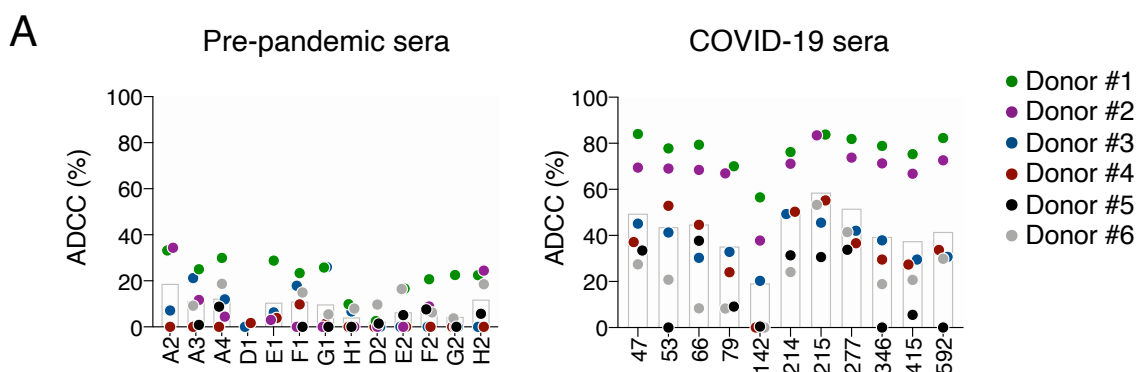 A
Pre-pandemic sera
COVID-19 sera
100
80
60
40
20
0
ADCC (%)
A2
A3
A4
D1
E1
F1
G1
H1
D2
E2
F2
G2
H2
100
80
60
40
20
0
ADCC (%)
47
53
66
79
142
214
215
277
346
415
592
Donor #1
Donor #2
Donor #3
Donor #4
Donor #5
Donor #6